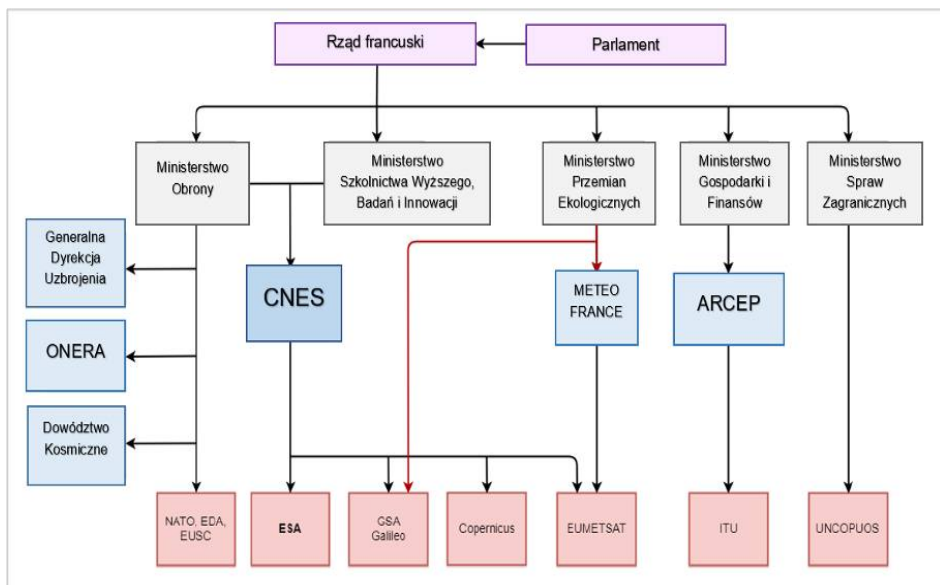 Rząd francuski
Parlament
Ministerstwo
Obrony
Ministerstwo
Szkolnictwa Wyższego,
Badań i Innowacji
Ministerstwo
Przemian
Ekologicznych
Ministerstwo
Gospodarki i
Finansów
Ministerstwo
Spraw
Zagranicznych
Generalna
Dyrekcja
Uzbrojenia
CNES
METEO
FRANCE
ARCEP
ONERA
Dowództwo
Kosmiczne
NATO, EDA,
EUSC
ESA
GSA
Galileo
Copernicus
EUMETSAT
ITU
UNCOPUOS